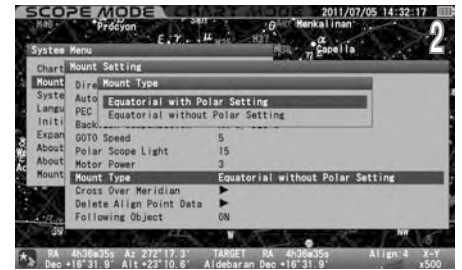 SCOPE MODE
CHART MODE
2011/07/05 14:32:17
2
Procyon
Menkalinan
Capella
System Menu
Chart
Mount
Syste
Langu
Initi
Expan
About
About
Mount
Mount Setting
Dire
Auto
PEC
Mount Type
Equatorial with Polar Setting
Equatorial without Polar Setting
GOTO Speed 5
Polar Scope Light 15
Motor Power 3
Mount Type Equatorial without Polar Setting
Cross Over Meridian
Delete Align Point Data
Following Object ON
NW
RA 4h36m35s Az 272°17.3' TARGET RA 4h36m35s Align:4 X-Y
Dec +16°31.9' Alt +23°10.6' Aldebaran Dec +16°31.9' x500